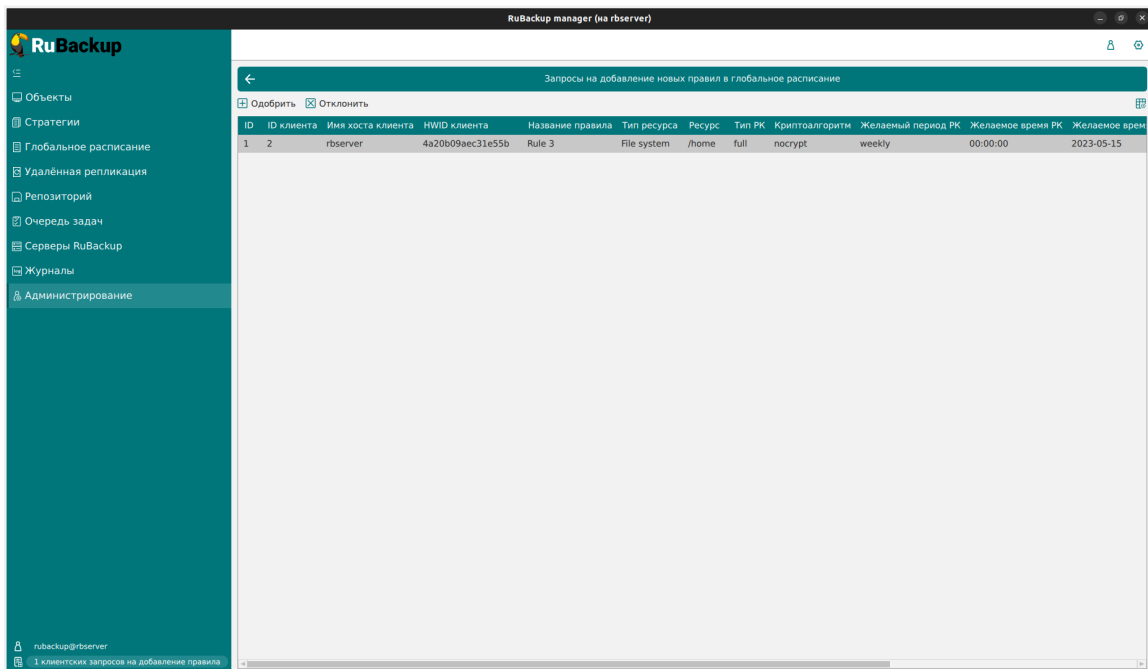 RuBackup manager (на rbserver)
RuBackup
Объекты
Стратегии
Глобальное расписание
Удалённая репликация
Репозиторий
Очередь задач
Серверы RuBackup
Журналы
Администрирование
Запросы на добавление новых правил в глобальное расписание
Одобрить Отклонить
ID ID клиента Имя хоста клиента HWID клиента Название правила Тип ресурса Ресурс Тип РК Криптоалгоритм Желаемый период РК Желаемое время РК Желаемое врем
1 2 rbserver 4a20b09aec31e55b Rule 3 File system /home full nocrypt weekly 00:00:00 2023-05-15
rubackup@rbserver
1 клиентских запросов на добавление правила